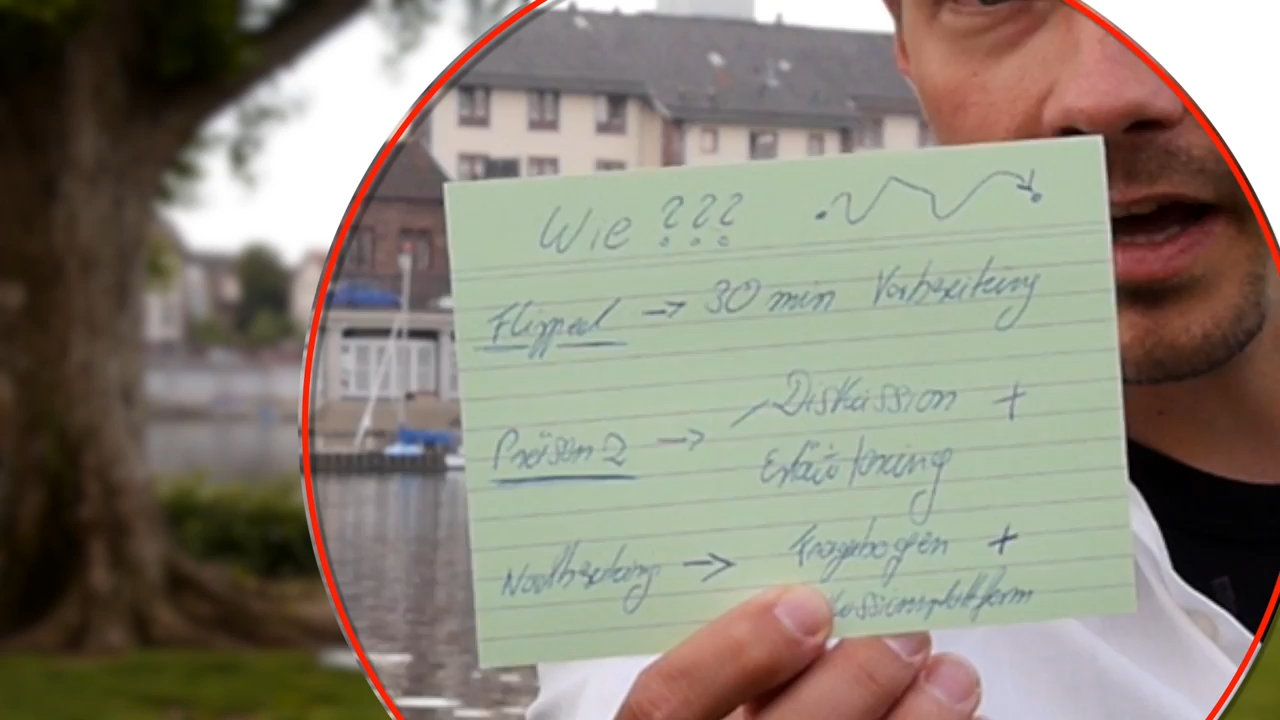 Wie ???
Flipped → 30 min Vorbereitung
Präsenz → Diskussion +
Erläuterung
Nachbereitung → Fragebogen +